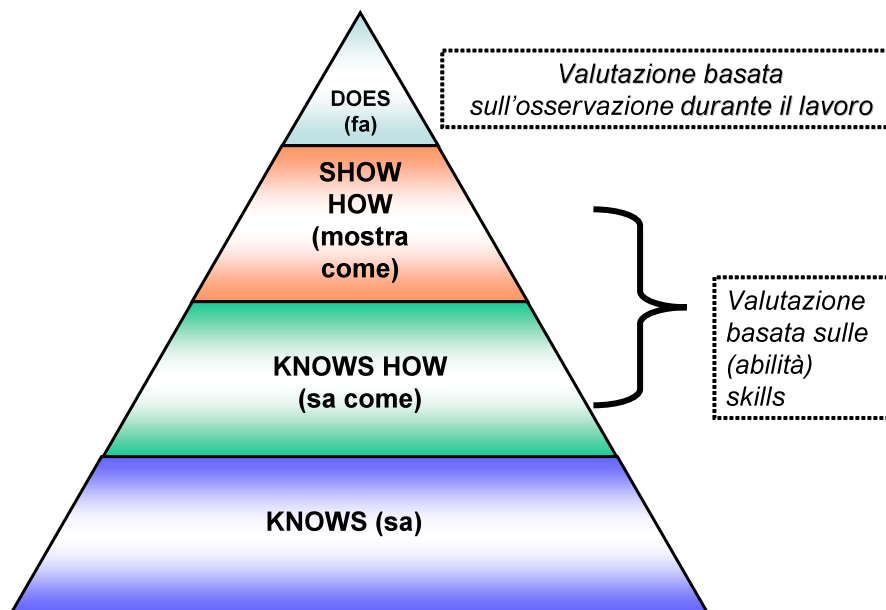 DOES
(fa)
Valutazione basata
sull'osservazione durante il lavoro
SHOW
HOW
(mostra
come)
Valutazione
basata sulle
(abilità)
skills
KNOWS HOW
(sa come)
KNOWS (sa)